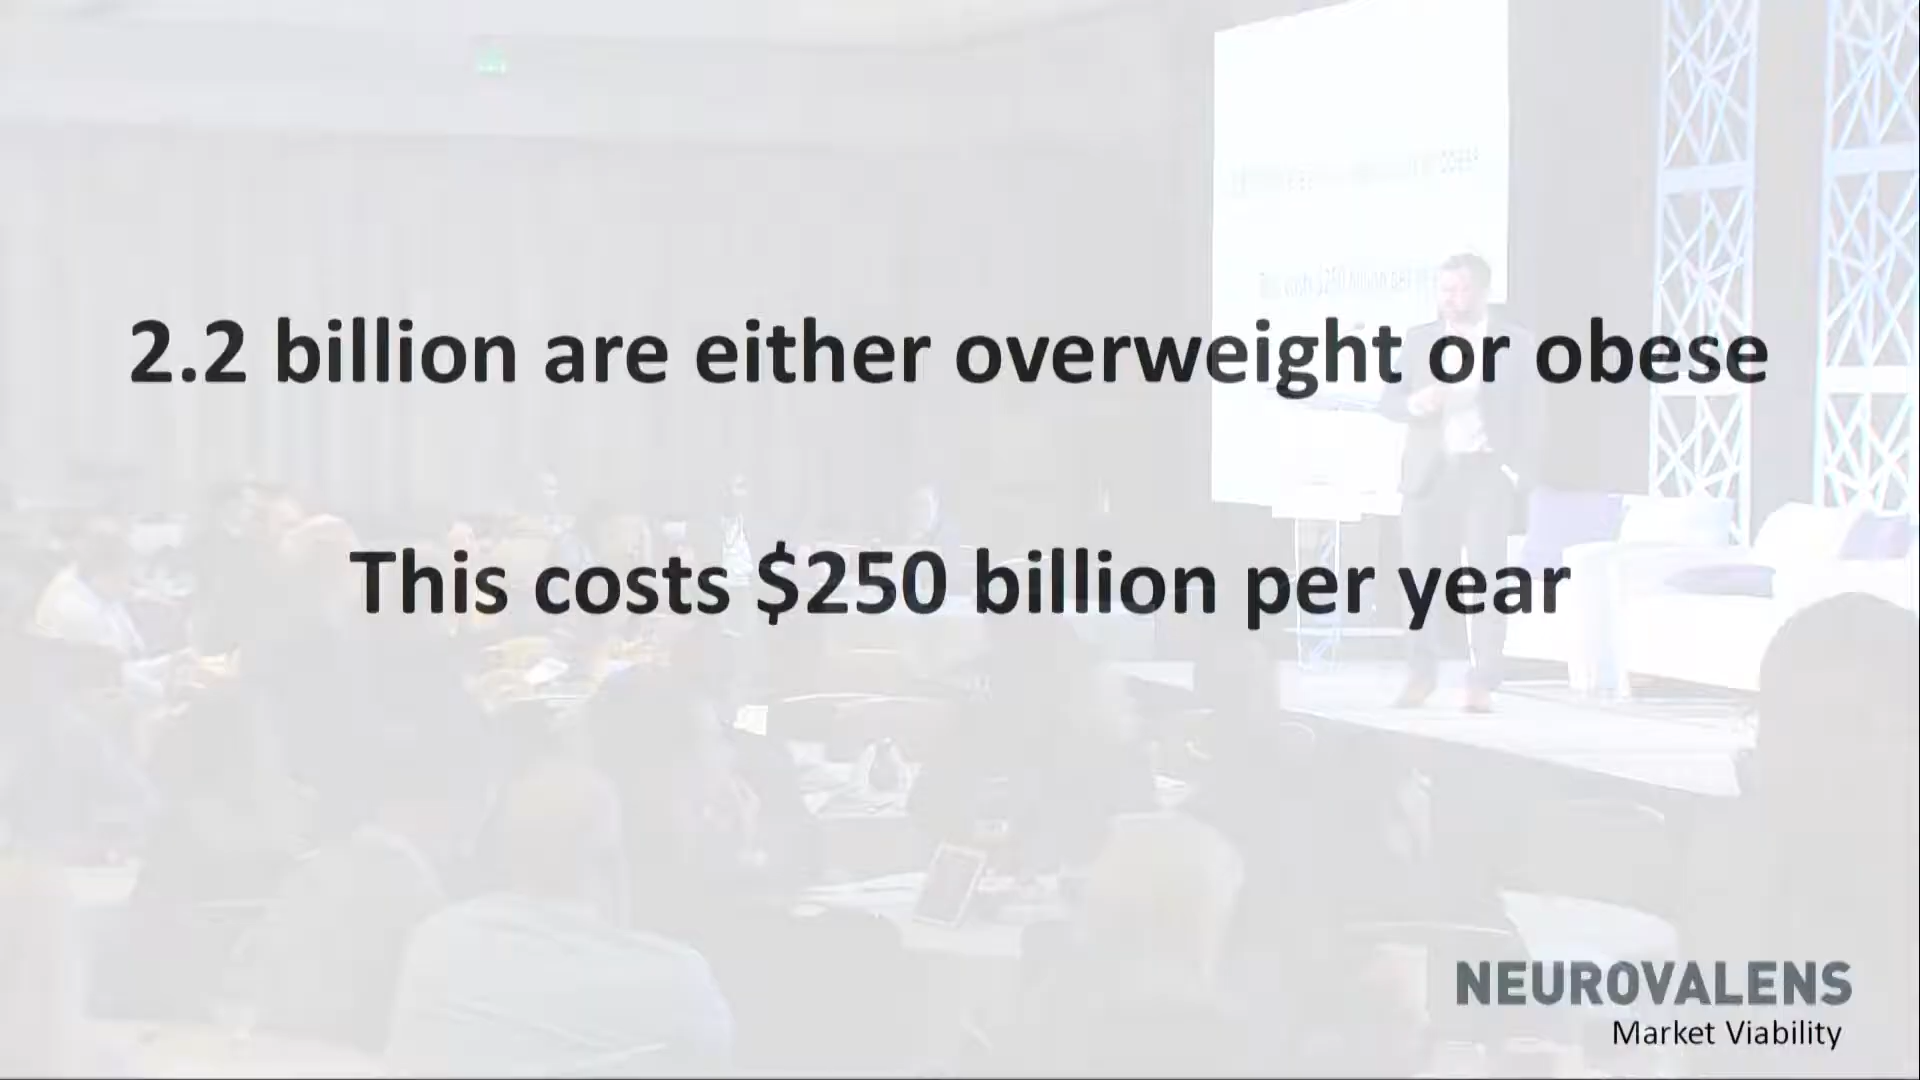 2.2 billion are either overweight or obese
This costs $250 billion per year
NEUROVALENS
Market Viability